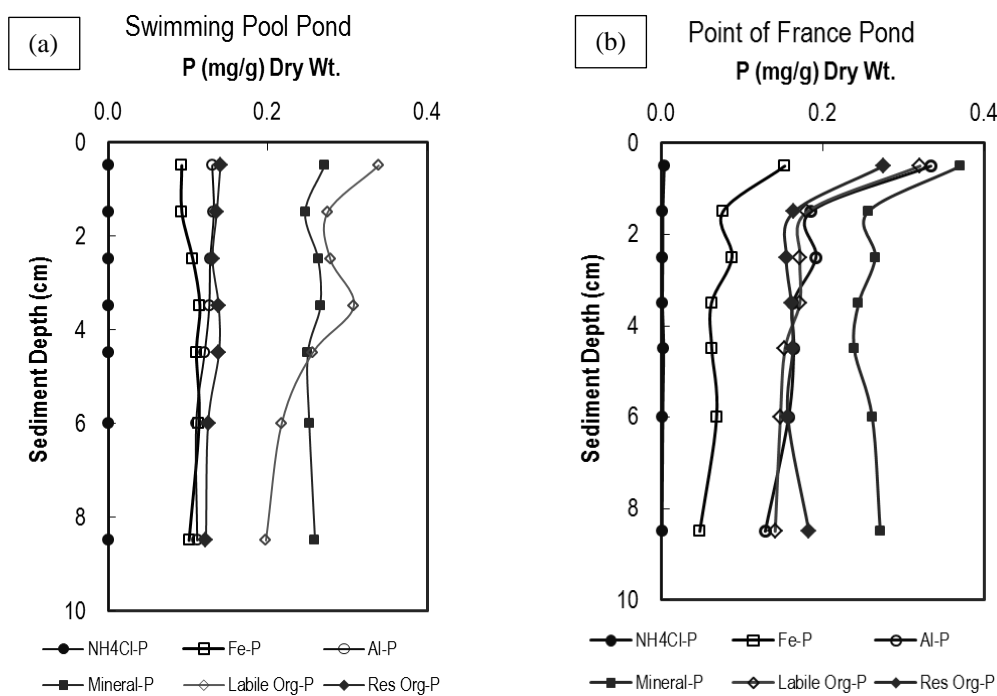 (a)
Swimming Pool Pond
P (mg/g) Dry Wt.
0.0 0.2 0.4
0
2
4
6
8
10
Sediment Depth (cm)
NH4Cl-P Fe-P Al-P
Mineral-P Labile Org-P Res Org-P
(b)
Point of France Pond
P (mg/g) Dry Wt.
0.0 0.2 0.4
0
2
4
6
8
10
Sediment Depth (cm)
NH4Cl-P Fe-P Al-P
Mineral-P Labile Org-P Res Org-P